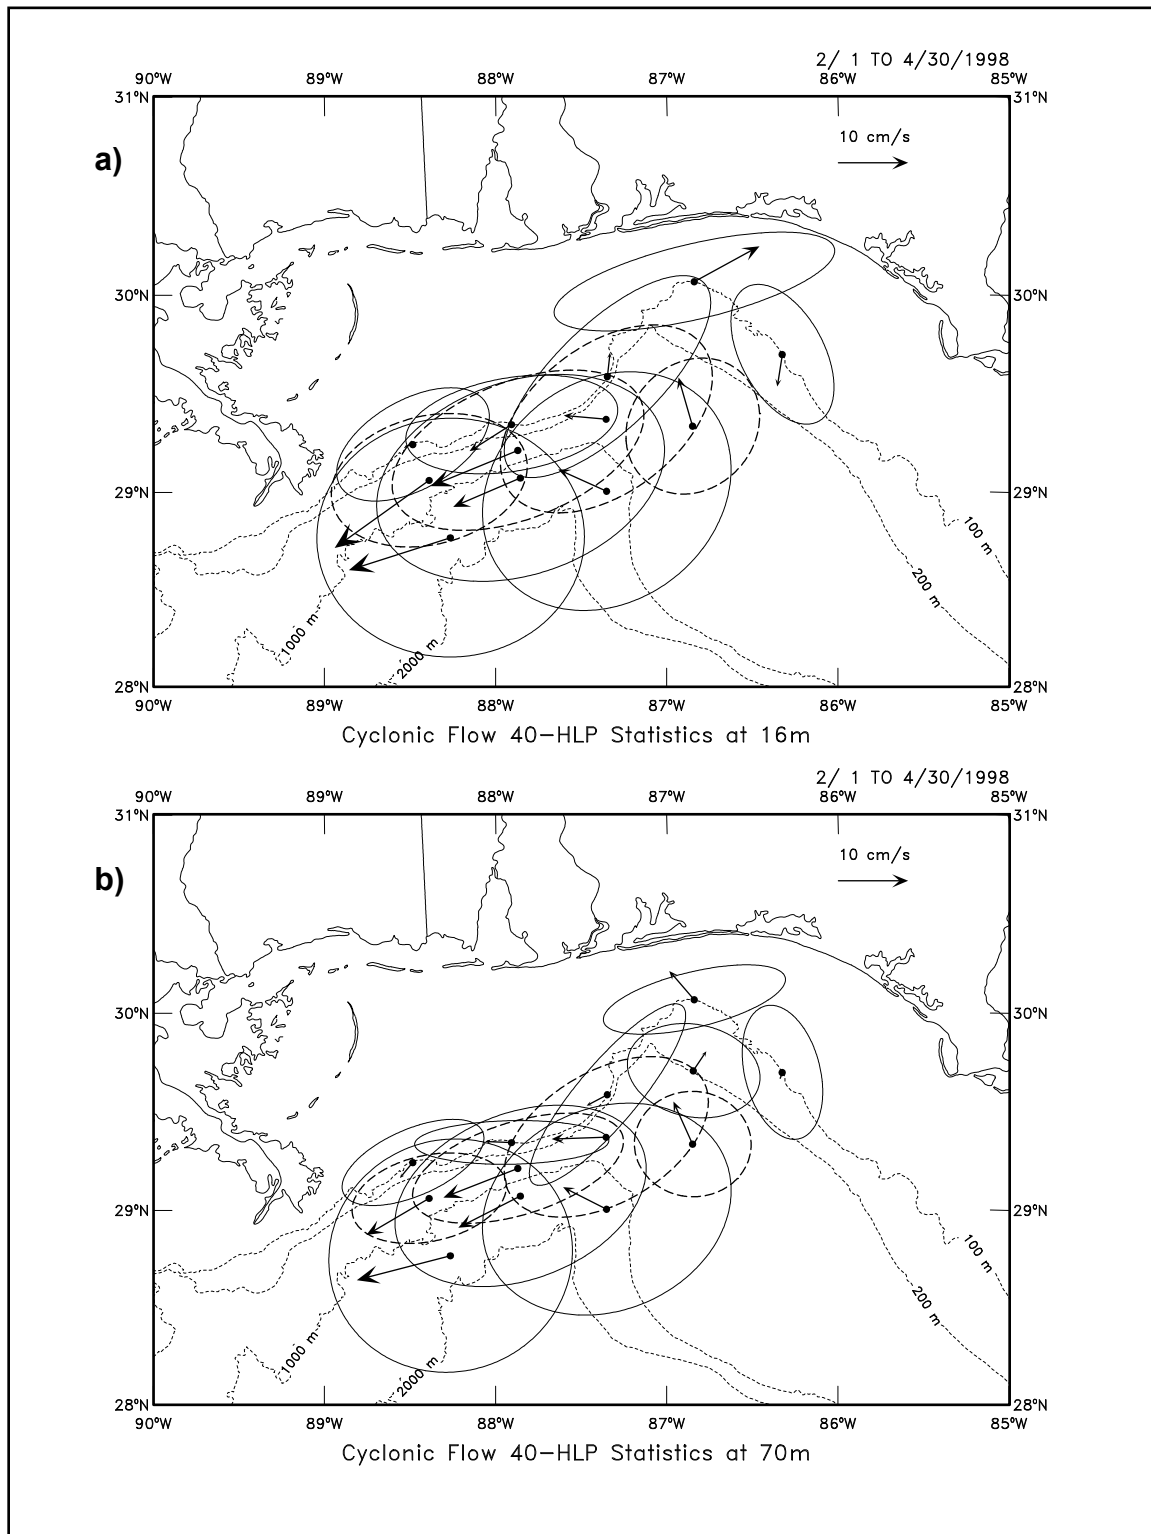 2/ 1 TO 4/30/1998
90°W 89°W 88°W 87°W 86°W 85°W
31°N 31°N
a)
10 cm/s
30°N 30°N
29°N 29°N
100 m
200 m
1000 m
2000 m
28°N 28°N
90°W 89°W 88°W 87°W 86°W 85°W
Cyclonic Flow 40-HLP Statistics at 16m
2/ 1 TO 4/30/1998
90°W 89°W 88°W 87°W 86°W 85°W
31°N 31°N
b)
10 cm/s
30°N 30°N
29°N 29°N
100 m
200 m
1000 m
2000 m
28°N 28°N
90°W 89°W 88°W 87°W 86°W 85°W
Cyclonic Flow 40-HLP Statistics at 70m